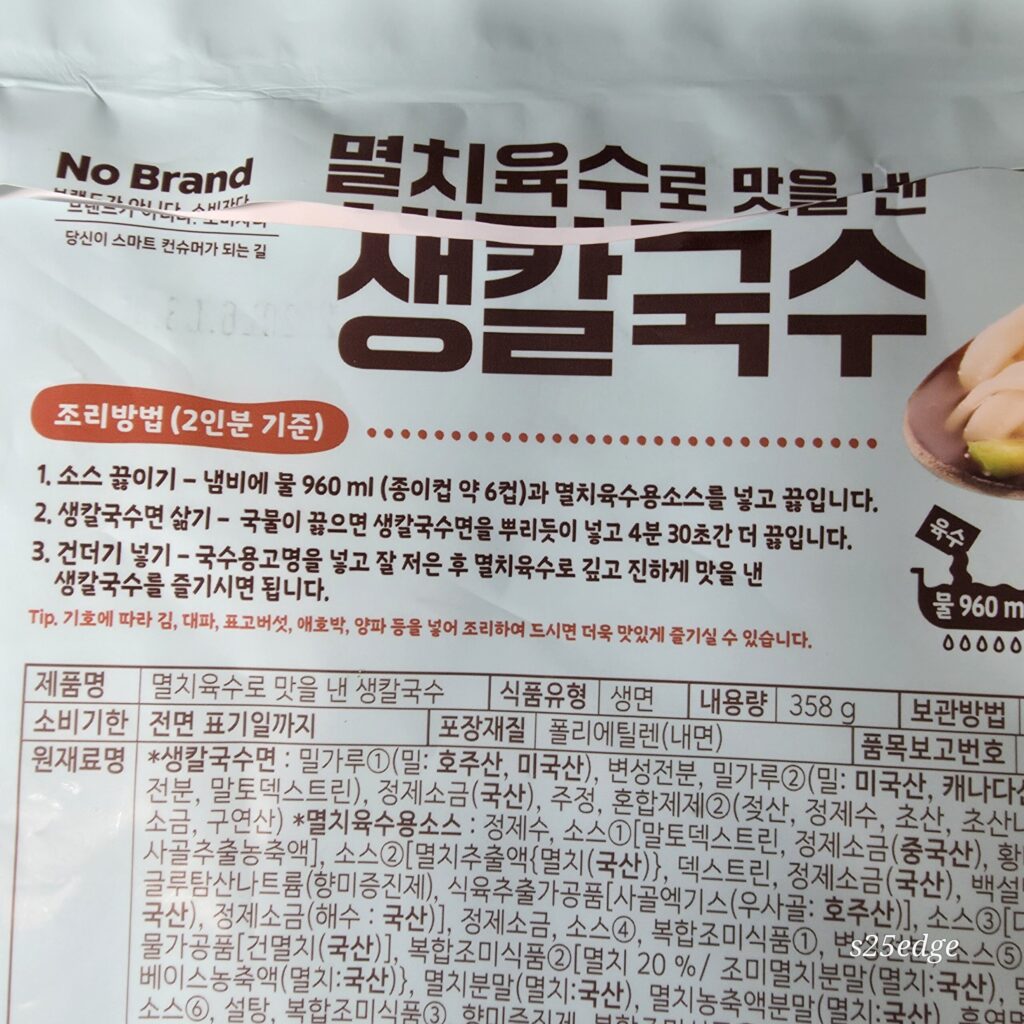 No Brand
브랜드가 아니다. 소비자다.
당신이 스마트 컨슈머가 되는 길
멸치육수로 맛을 낸
생칼국수
조리방법 (2인분 기준)
1. 소스 끓이기 – 냄비에 물 960 ml (종이컵 약 6컵)과 멸치육수용소스를 넣고 끓입니다.
2. 생칼국수면 삶기 – 국물이 끓으면 생칼국수면을 뿌리듯이 넣고 4분 30초간 더 끓입니다.
3. 건더기 넣기 – 국수용고명을 넣고 잘 저은 후 멸치육수로 깊고 진하게 맛을 낸
생칼국수를 즐기시면 됩니다.
Tip. 기호에 따라 김, 대파, 표고버섯, 애호박, 양파 등을 넣어 조리하여 드시면 더욱 맛있게 즐기실 수 있습니다.
육수
물 960 m
제품명 멸치육수로 맛을 낸 생칼국수 식품유형 생면 내용량 358 g 보관방법
소비기한 전면 표기일까지 포장재질 폴리에틸렌(내면) 품목보고번호
원재료명 *생칼국수면 : 밀가루①(밀: 호주산, 미국산), 변성전분, 밀가루②(밀: 미국산, 캐나다산
전분, 말토덱스트린), 정제소금(국산), 주정, 혼합제제②(젖산, 정제수, 초산, 초산나
소금, 구연산) *멸치육수용소스 : 정제수, 소스①[말토덱스트린, 정제소금(중국산), 황
사골추출농축액], 소스②[멸치추출액{멸치(국산)}, 덱스트린, 정제소금(국산), 백설
글루탐산나트륨(향미증진제), 식육추출가공품[사골엑기스(우사골: 호주산)], 소스③[
국산), 정제소금(해수 : 국산)], 정제소금, 소스④, 복합조미식품①, 소스⑤
물가공품[건멸치(국산)], 복합조미식품②[멸치 20 %/ 조미멸치분말(멸치:국산),
베이스농축액(멸치:국산)}, 멸치분말(멸치:국산), 멸치농축액분말(멸치:국산),
소스⑥, 설탕, 복합조미식품③, 향미증진제,
s25edge